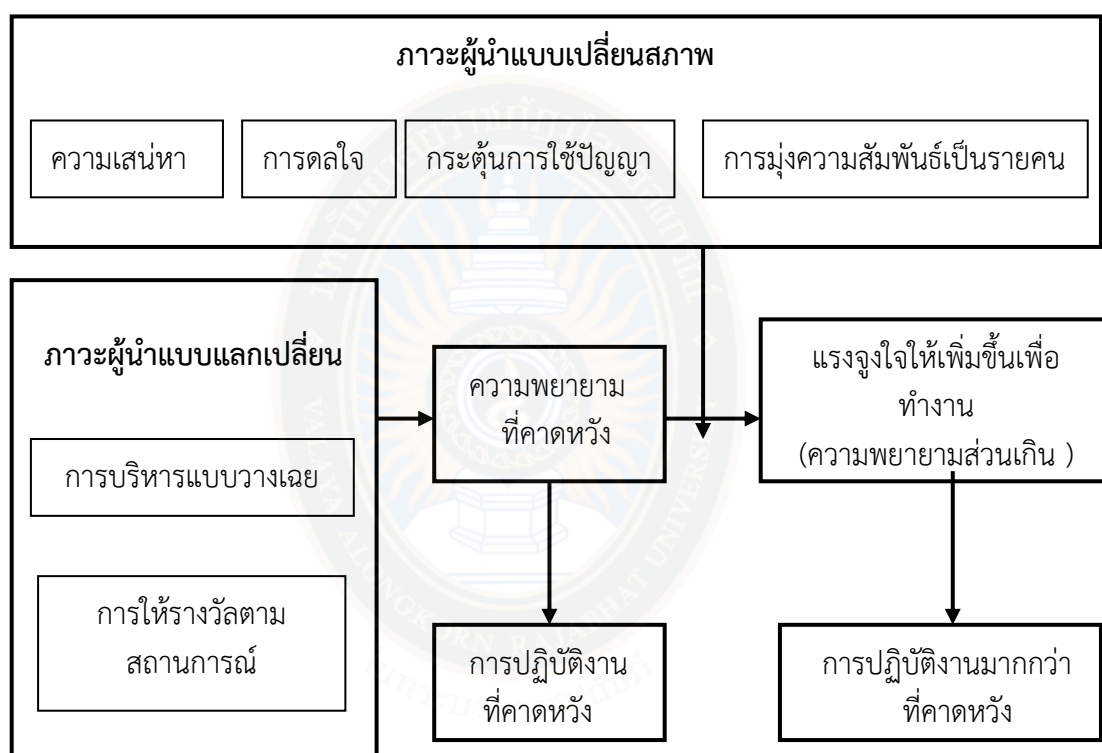 ภาวะผู้นำแบบเปลี่ยนสภาพ
ความเสน่หา
การดลใจ
กระตุ้นการใช้ปัญญา
การมุ่งความสัมพันธ์เป็นรายคน
ภาวะผู้นำแบบแลกเปลี่ยน
การบริหารแบบวางเฉย
การให้รางวัลตาม
สถานการณ์
ความพยายาม
ที่คาดหวัง
แรงจูงใจให้เพิ่มขึ้นเพื่อ
ทำงาน
(ความพยายามส่วนเกิน )
การปฏิบัติงาน
ที่คาดหวัง
การปฏิบัติงานมากกว่า
ที่คาดหวัง
VALAYA ALONGKORN RAJABHAT UNIVERSITY